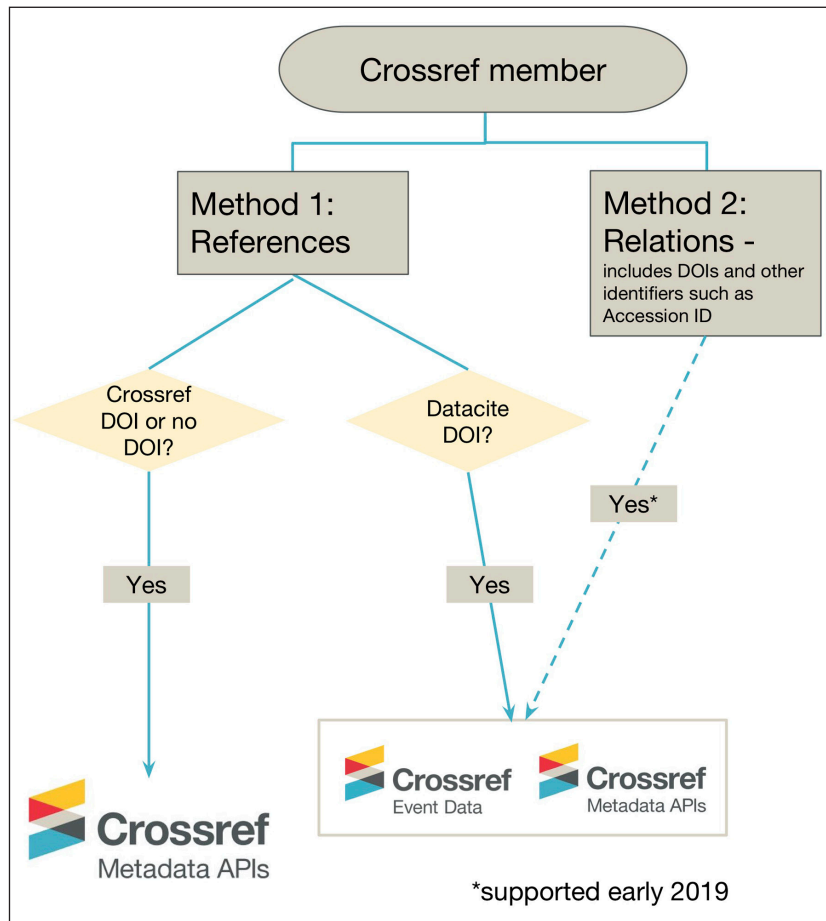 Crossref member
Method 1:
References
Method 2:
Relations -
includes DOIs and other
identifiers such as
Accession ID
Crossref
DOI or no
DOI?
Datacite
DOI?
Yes*
Yes
Yes
Crossref
Event Data
Crossref
Metadata APIs
Crossref
Metadata APIs
*supported early 2019